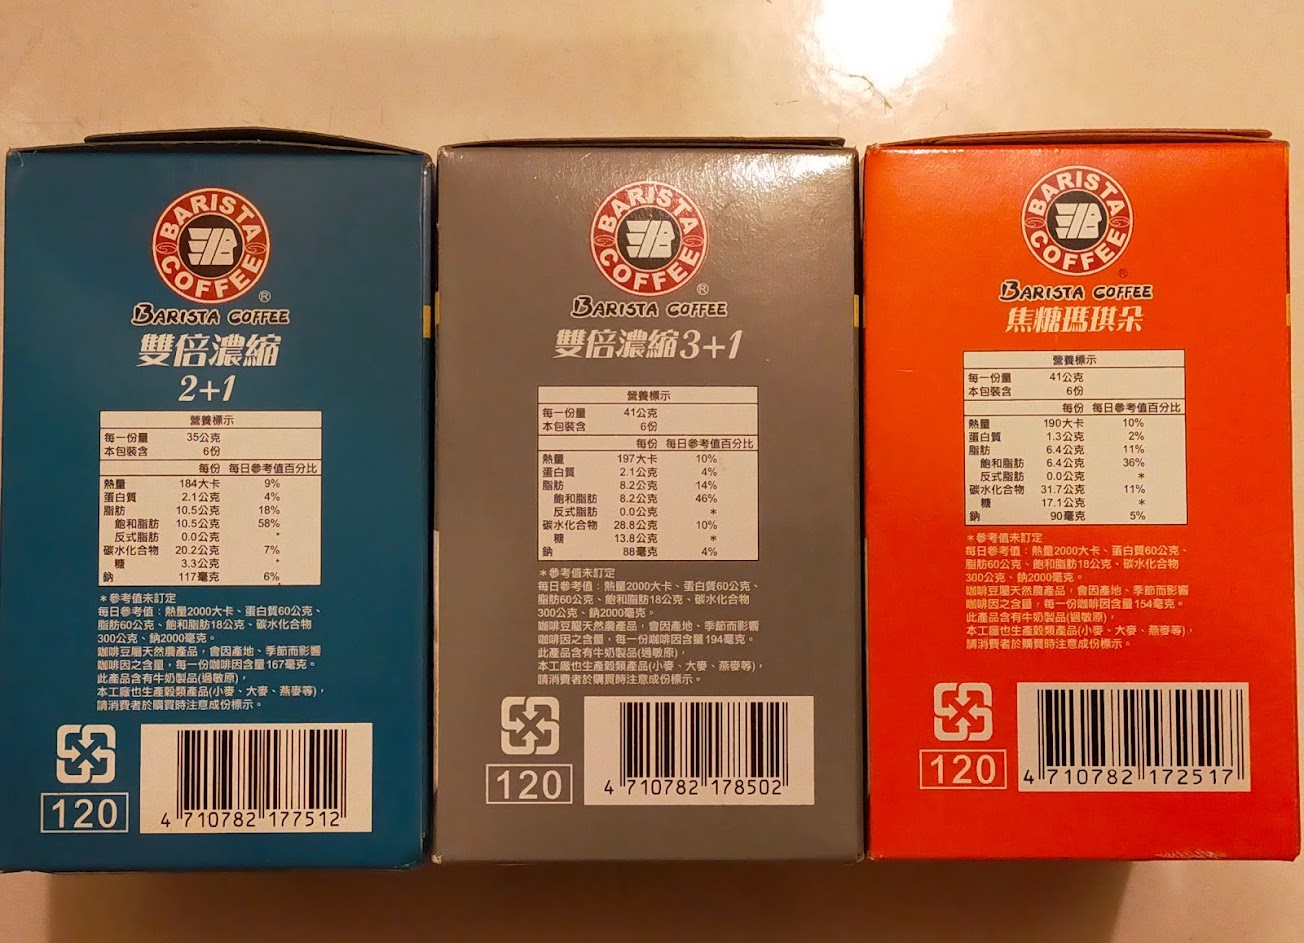 BARISTA COFFEE
®
BARISTA COFFEE
雙倍濃縮
2+1
營養標示
每一份量 35公克
本包裝含 6份
每份 每日參考值百分比
熱量 184大卡 9%
蛋白質 2.1公克 4%
脂肪 10.5公克 18%
飽和脂肪 10.5公克 58%
反式脂肪 0.0公克 *
碳水化合物 20.2公克 7%
糖 3.3公克 *
鈉 117毫克 6%
*參考值未訂定
每日參考值：熱量2000大卡、蛋白質60公克、
脂肪60公克、飽和脂肪18公克、碳水化合物
300公克、鈉2000毫克。
咖啡豆屬天然農產品，會因產地、季節而影響
咖啡因之含量，每一份咖啡因含量167毫克。
此產品含有牛奶製品(過敏原)，
本工廠也生產穀類產品(小麥、大麥、燕麥等)，
請消費者於購買時注意成份標示。
120
4 710782 177512
BARISTA COFFEE
®
BARISTA COFFEE
雙倍濃縮3+1
營養標示
每一份量 41公克
本包裝含 6份
每份 每日參考值百分比
熱量 197大卡 10%
蛋白質 2.1公克 4%
脂肪 8.2公克 14%
飽和脂肪 8.2公克 46%
反式脂肪 0.0公克 *
碳水化合物 28.8公克 10%
糖 13.8公克 *
鈉 88毫克 4%
*參考值未訂定
每日參考值：熱量2000大卡、蛋白質60公克、
脂肪60公克、飽和脂肪18公克、碳水化合物
300公克、鈉2000毫克。
咖啡豆屬天然農產品，會因產地、季節而影響
咖啡因之含量，每一份咖啡因含量194毫克。
此產品含有牛奶製品(過敏原)，
本工廠也生產穀類產品(小麥、大麥、燕麥等)，
請消費者於購買時注意成份標示。
120
4 710782 178502
BARISTA COFFEE
®
BARISTA COFFEE
焦糖瑪琪朵
營養標示
每一份量 41公克
本包裝含 6份
每份 每日參考值百分比
熱量 190大卡 10%
蛋白質 1.3公克 2%
脂肪 6.4公克 11%
飽和脂肪 6.4公克 36%
反式脂肪 0.0公克 *
碳水化合物 31.7公克 11%
糖 17.1公克 *
鈉 90毫克 5%
*參考值未訂定
每日參考值：熱量2000大卡、蛋白質60公克、
脂肪60公克、飽和脂肪18公克、碳水化合物
300公克、鈉2000毫克。
咖啡豆屬天然農產品，會因產地、季節而影響
咖啡因之含量，每一份咖啡因含量154毫克。
此產品含有牛奶製品(過敏原)，
本工廠也生產穀類產品(小麥、大麥、燕麥等)，
請消費者於購買時注意成份標示。
120
4 710782 172517